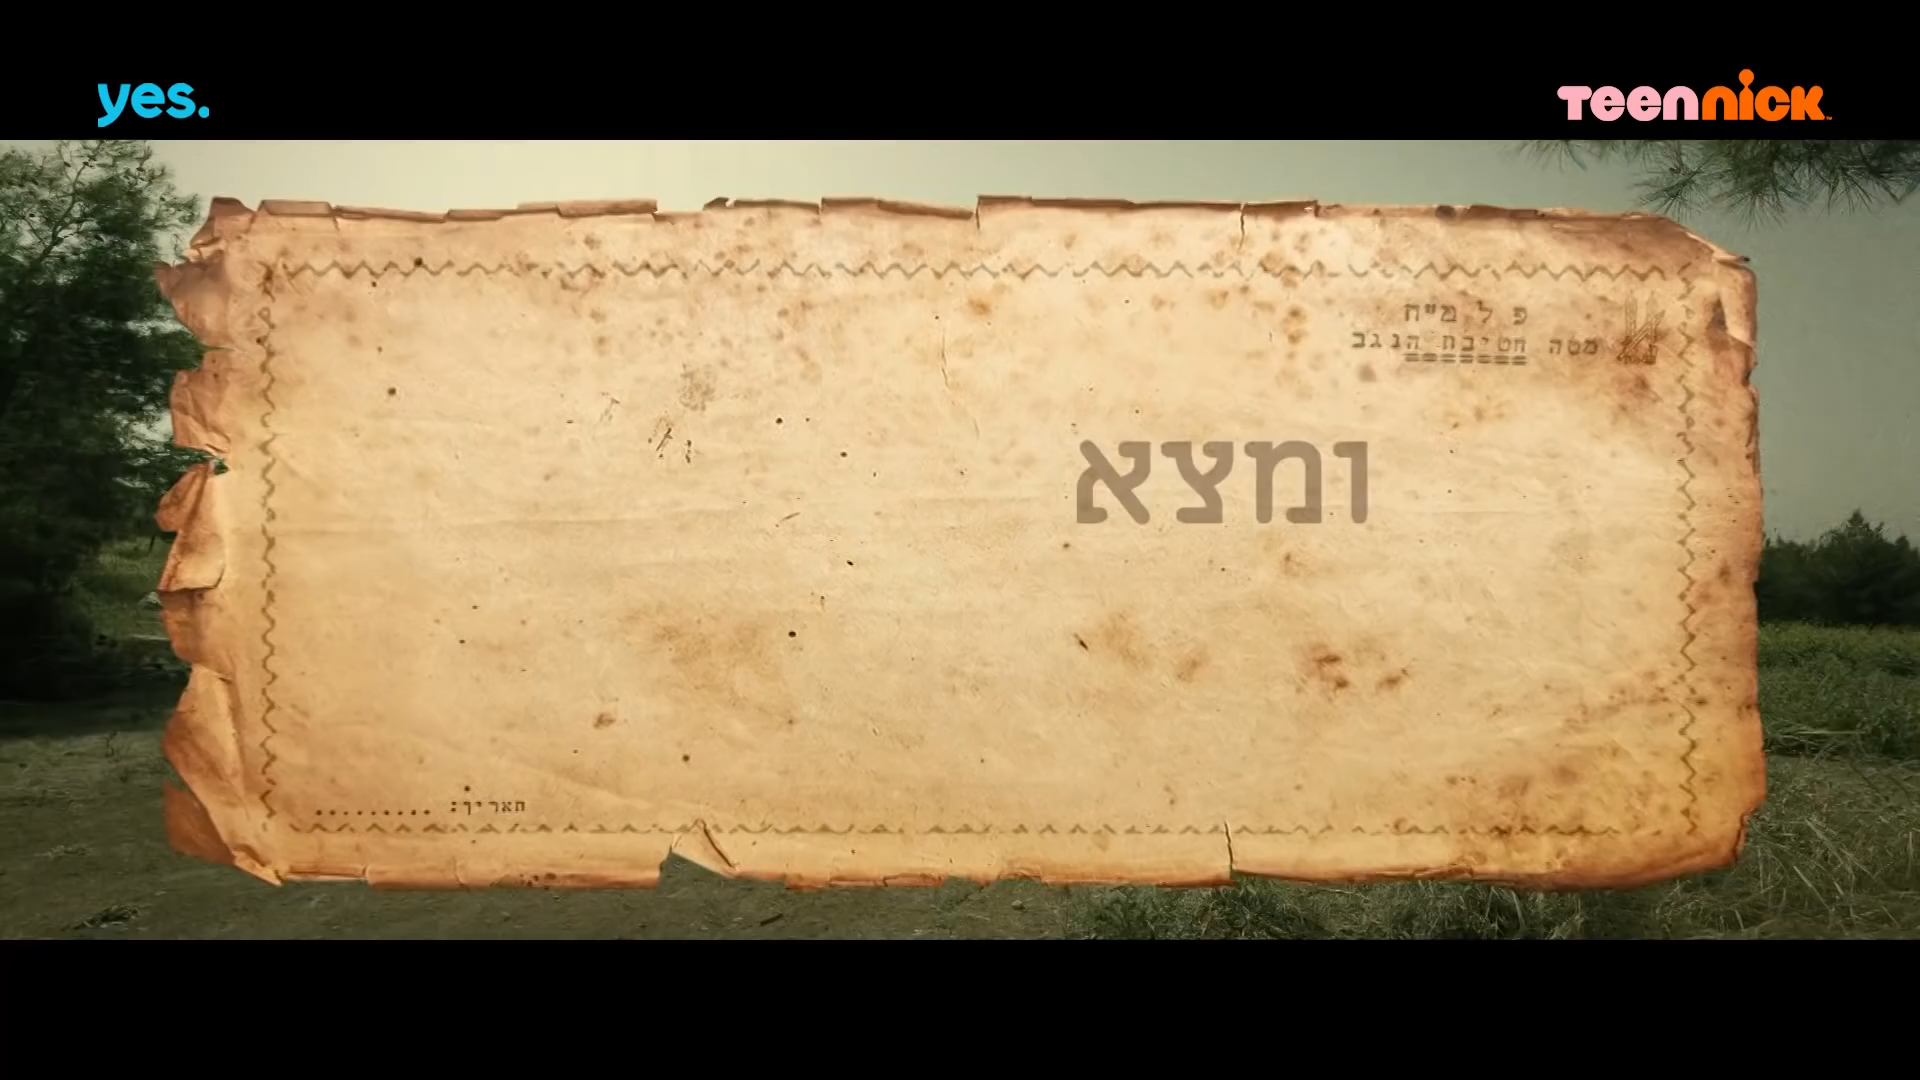 yes.
TEENNICK
פ ל מ״ח
מטה חטיבת הנגב
ומצא
תאריך: .........